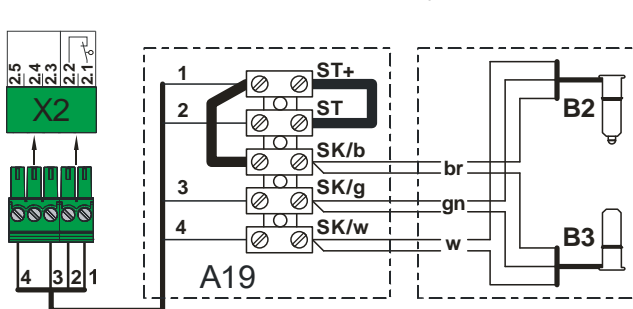 2.5 2.4 2.3 2.2 2.1
X2
4 3 2 1
1 ST+
2 ST
SK/b
3 SK/g
4 SK/w
A19
br
gn
w
B2
B3